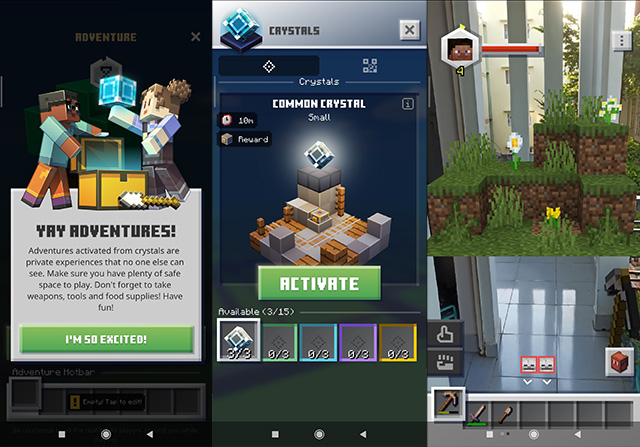 ADVENTURE
YAY ADVENTURES!
Adventures activated from crystals are
private experiences that no one else can
see. Make sure you have plenty of safe
space to play. Don't forget to take
weapons, tools and food supplies! Have
fun!
I'M SO EXCITED!
Adventure Hotbar
Empty! Tap to edit!
CRYSTALS
Crystals
COMMON CRYSTAL
Small
10m
Reward
ACTIVATE
Available (3/15)
3/3
0/3
0/3
0/3
0/3
4